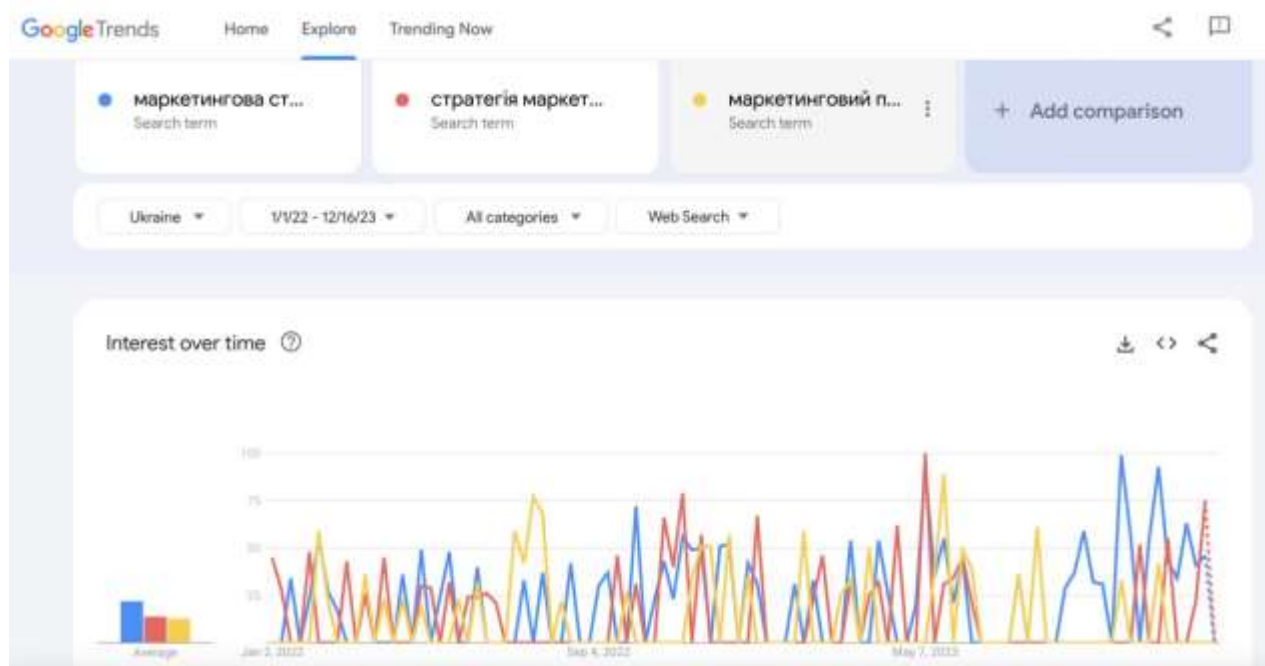 Google Trends Home Explore Trending Now
маркетингова ст... стратегія маркет... маркетинговий п... + Add comparison
Search term Search term Search term
Ukraine 1/1/22 - 12/16/23 All categories Web Search
Interest over time
100
75
50
25
Average Jan 2, 2022 Sep 4, 2022 May 7, 2023